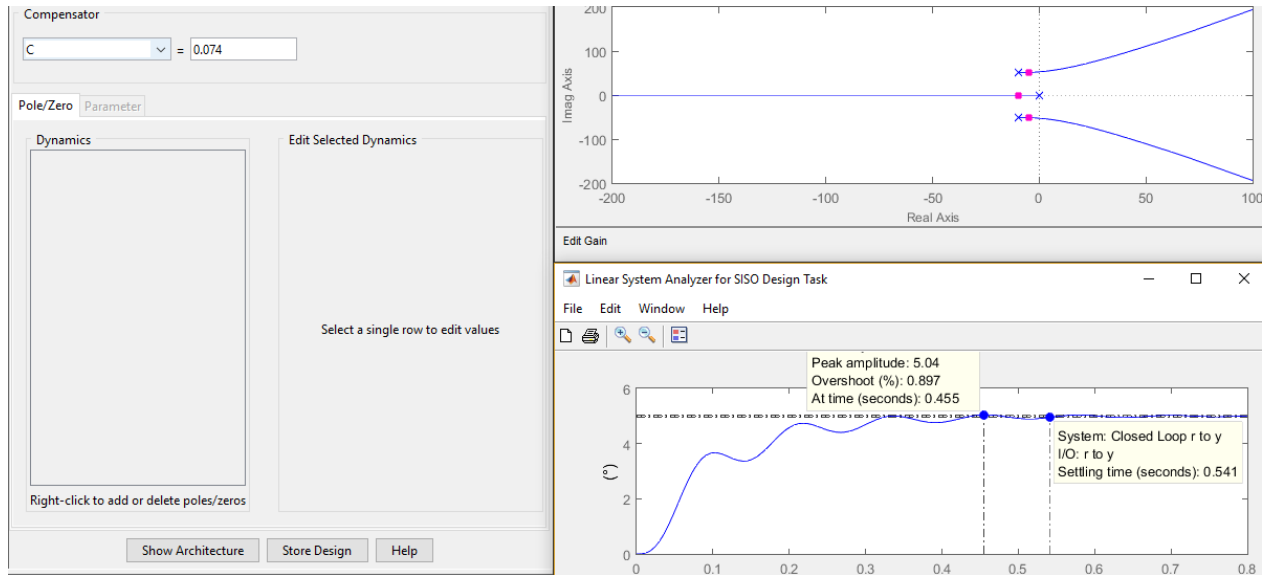 Compensator
C = 0.074
Pole/Zero Parameter
Dynamics
Edit Selected Dynamics
Select a single row to edit values
Right-click to add or delete poles/zeros
Show Architecture Store Design Help
200
100
0
-100
-200
Imag Axis
-200 -150 -100 -50 0 50 100
Real Axis
Edit Gain
Linear System Analyzer for SISO Design Task
File Edit Window Help
Peak amplitude: 5.04
Overshoot (%): 0.897
At time (seconds): 0.455
System: Closed Loop r to y
I/O: r to y
Settling time (seconds): 0.541
6
4
2
0
(°)
0 0.1 0.2 0.3 0.4 0.5 0.6 0.7 0.8